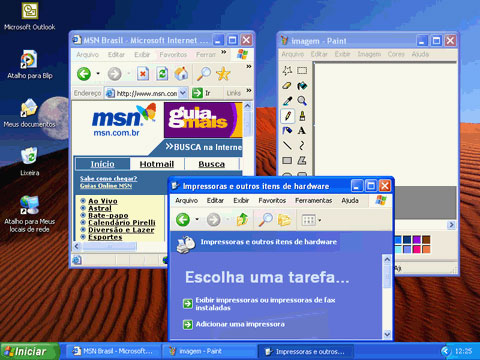 Microsoft Outlook
Atalho para Blip
Meus documentos
Lixeira
Atalho para Meus
locais de rede
MSN Brasil - Microsoft Internet ...
Arquivo Editar Exibir Favoritos Ferram »
Voltar
Endereço http://www.msn.con Ir Links »
msn
msn.com.br
guia
mais
»BUSCA na Internet
Início Hotmail Busca
Sabe como chegar?
Guias Online MSN
Ao Vivo
Astral
Bate-papo
Calendário Pirelli
Diversão e Lazer
Esportes
imagem - Paint
Arquivo Editar Exibir Imagem Cores Ajuda
Impressoras e outros itens de hardware
Arquivo Editar Exibir Favoritos Ferramentas Ajuda
Impressoras e outros itens de hardware
Escolha uma tarefa...
Exibir impressoras ou impressoras de fax
instaladas
Adicionar uma impressora
Iniciar
MSN Brasil - Microsoft...
imagem - Paint
Impressoras e outros...
12:25